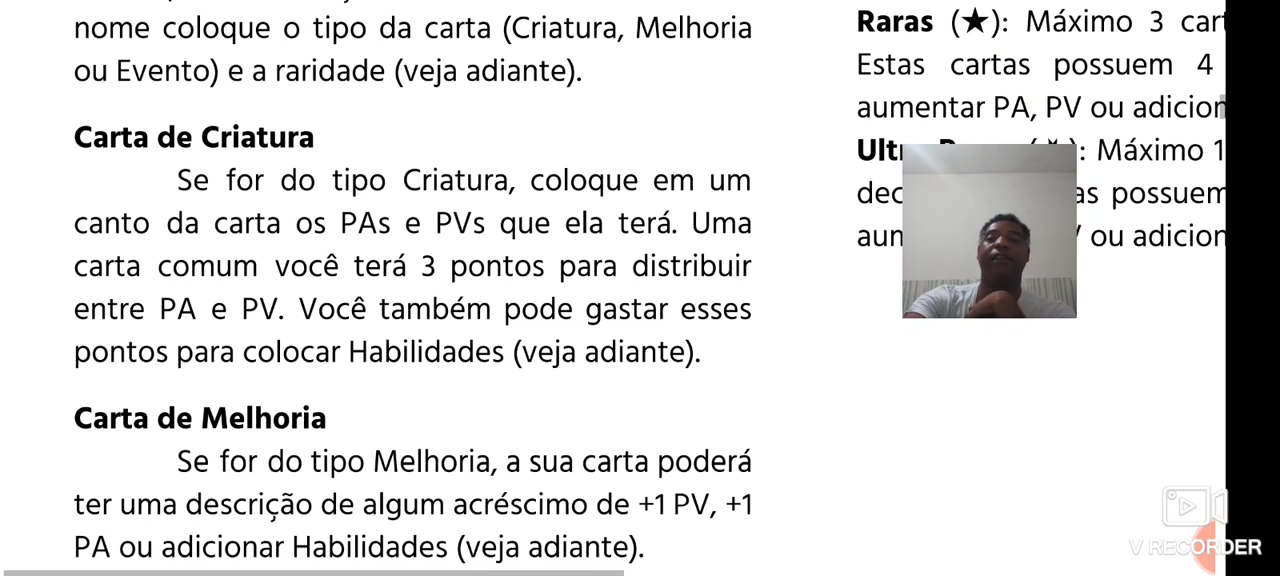 nome coloque o tipo da carta (Criatura, Melhoria
ou Evento) e a raridade (veja adiante).
Carta de Criatura
Se for do tipo Criatura, coloque em um
canto da carta os PAs e PVs que ela terá. Uma
carta comum você terá 3 pontos para distribuir
entre PA e PV. Você também pode gastar esses
pontos para colocar Habilidades (veja adiante).
Carta de Melhoria
Se for do tipo Melhoria, a sua carta poderá
ter uma descrição de algum acréscimo de +1 PV, +1
PA ou adicionar Habilidades (veja adiante).
Raras (★): Máximo 3
Estas cartas possuem 4
aumentar PA, PV ou
: Máximo 1
possuem
ou
V RECORDER